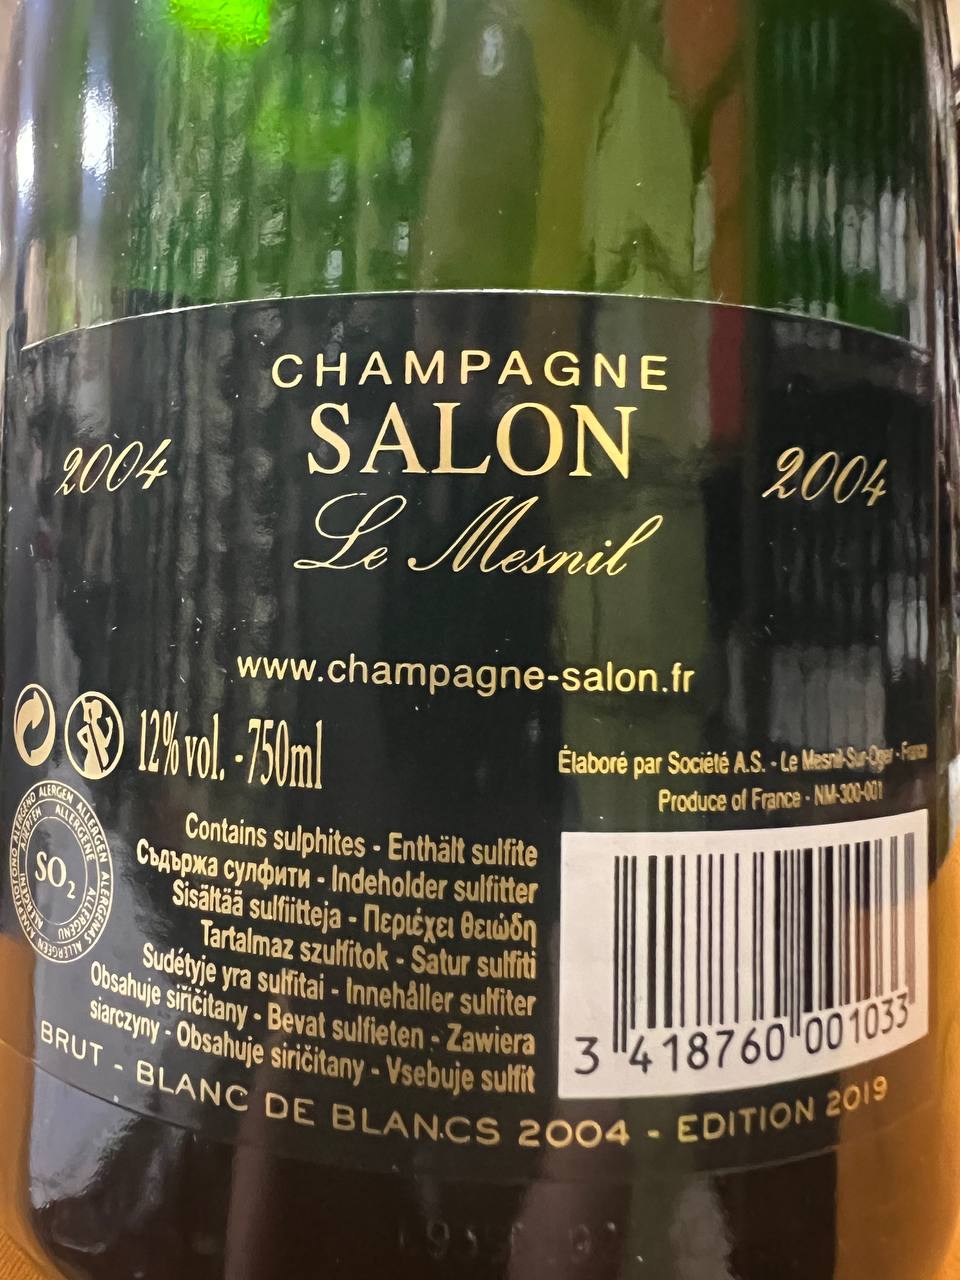 CHAMPAGNE
SALON
2004
2004
Le Mesnil
www.champagne-salon.fr
12% vol. - 750ml
Élaboré par Société A.S. - Le Mesnil-Sur-Oger - France
Produce of France - NM-300-001
SO2
Contains sulphites - Enthält sulfite
Съдържа сулфити - Indeholder sulfitter
Sisältää sulfiitteja - Περιέχει θειώδη
Tartalmaz szulfitok - Satur sulfīti
Sudėtyje yra sulfitai - Innehåller sulfiter
Obsahuje siřičitany - Bevat sulfieten - Zawiera
siarczyny - Obsahuje siričitany - Vsebuje sulfit
3 418760 001033
BRUT - BLANC DE BLANCS 2004 - EDITION 2019